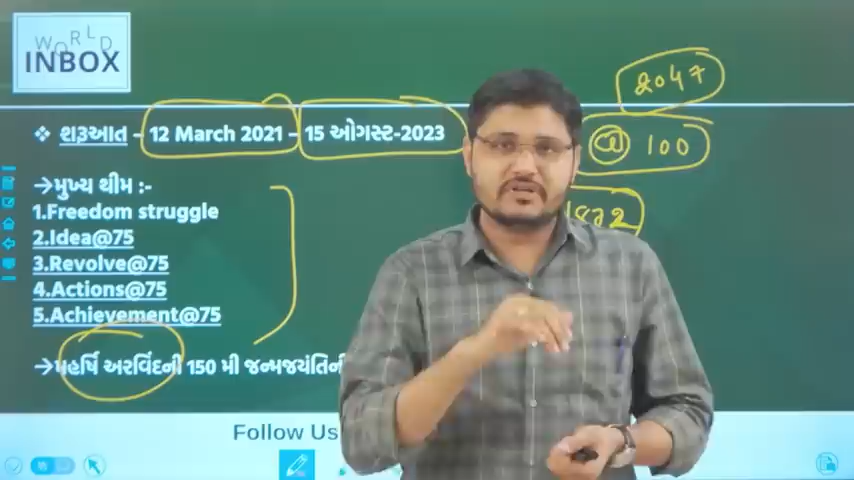 WORLD
INBOX
૨૦૪૭
100
❖ શરૂઆત - 12 March 2021 – 15 ઓગસ્ટ-2023
→મુખ્ય થીમ :-
1.Freedom struggle
2.Idea@75
3.Revolve@75
4.Actions@75
5.Achievement@75
→મહર્ષિ અરવિંદની 150 મી જન્મજયંતિની
Follow Us